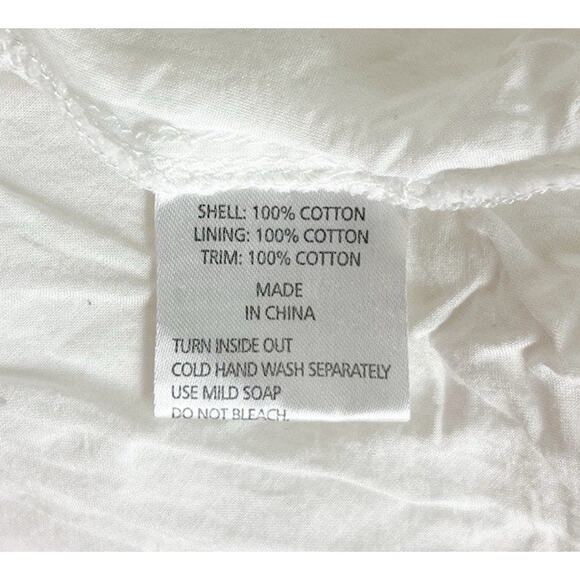 SHELL: 100% COTTON
LINING: 100% COTTON
TRIM: 100% COTTON
MADE
IN CHINA
TURN INSIDE OUT
COLD HAND WASH SEPARATELY
USE MILD SOAP
DO NOT BLEACH.